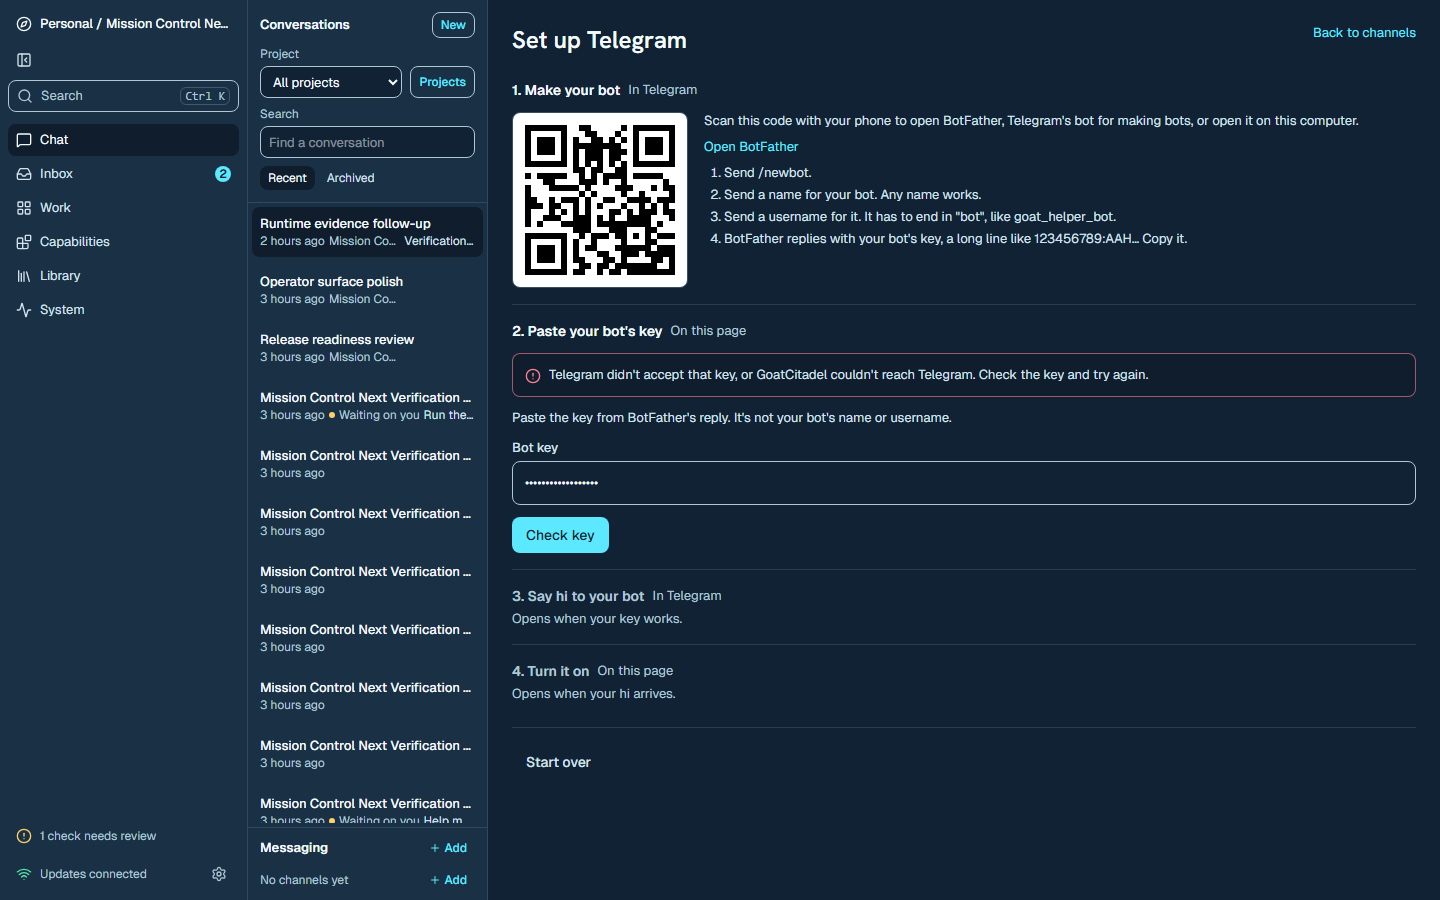 Personal / Mission Control Ne...
Search
Ctrl K
Chat
Inbox
2
Work
Capabilities
Library
System
1 check needs review
Updates connected
Conversations
New
Project
All projects
Projects
Search
Find a conversation
Recent
Archived
Runtime evidence follow-up
2 hours ago Mission Co... Verification...
Operator surface polish
3 hours ago Mission Co...
Release readiness review
3 hours ago Mission Co...
Mission Control Next Verification ...
3 hours ago Waiting on you Run the...
Mission Control Next Verification ...
3 hours ago
Mission Control Next Verification ...
3 hours ago
Mission Control Next Verification ...
3 hours ago
Mission Control Next Verification ...
3 hours ago
Mission Control Next Verification ...
3 hours ago
Mission Control Next Verification ...
3 hours ago
Mission Control Next Verification ...
3 hours ago Waiting on you Help m
Messaging
+ Add
No channels yet
+ Add
Set up Telegram
Back to channels
1. Make your bot In Telegram
Scan this code with your phone to open BotFather, Telegram's bot for making bots, or open it on this computer.
Open BotFather
1. Send /newbot.
2. Send a name for your bot. Any name works.
3. Send a username for it. It has to end in "bot", like goat_helper_bot.
4. BotFather replies with your bot's key, a long line like 123456789:AAH... Copy it.
2. Paste your bot's key On this page
Telegram didn't accept that key, or GoatCitadel couldn't reach Telegram. Check the key and try again.
Paste the key from BotFather's reply. It's not your bot's name or username.
Bot key
••••••••••••••••••
Check key
3. Say hi to your bot In Telegram
Opens when your key works.
4. Turn it on On this page
Opens when your hi arrives.
Start over